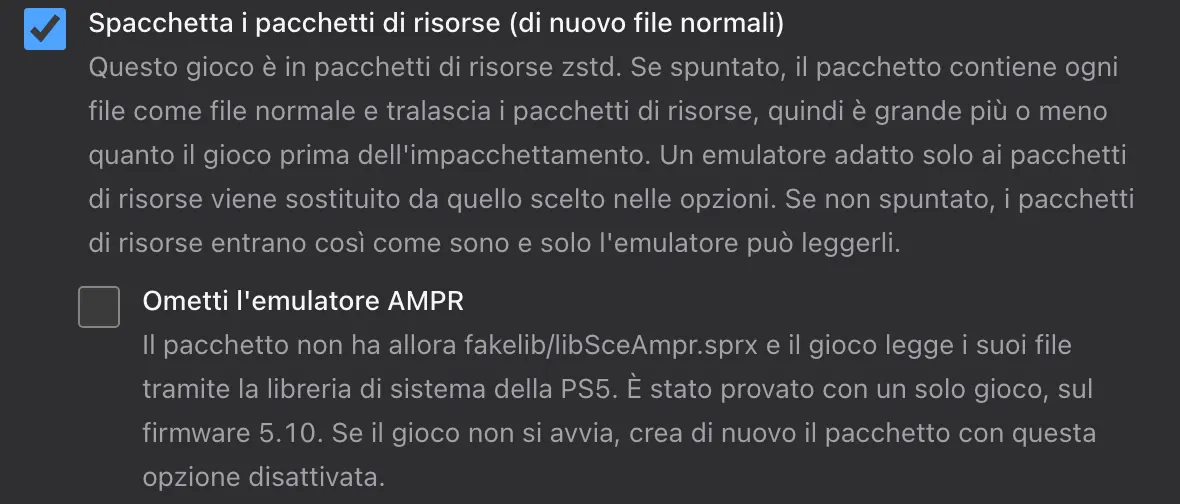 Spacchetta i pacchetti di risorse (di nuovo file normali)
Questo gioco è in pacchetti di risorse zstd. Se spuntato, il pacchetto contiene ogni
file come file normale e tralascia i pacchetti di risorse, quindi è grande più o meno
quanto il gioco prima dell'impacchettamento. Un emulatore adatto solo ai pacchetti
di risorse viene sostituito da quello scelto nelle opzioni. Se non spuntato, i pacchetti
di risorse entrano così come sono e solo l'emulatore può leggerli.
Ometti l'emulatore AMPR
Il pacchetto non ha allora fakelib/libSceAmpr.sprx e il gioco legge i suoi file
tramite la libreria di sistema della PS5. È stato provato con un solo gioco, sul
firmware 5.10. Se il gioco non si avvia, crea di nuovo il pacchetto con questa
opzione disattivata.